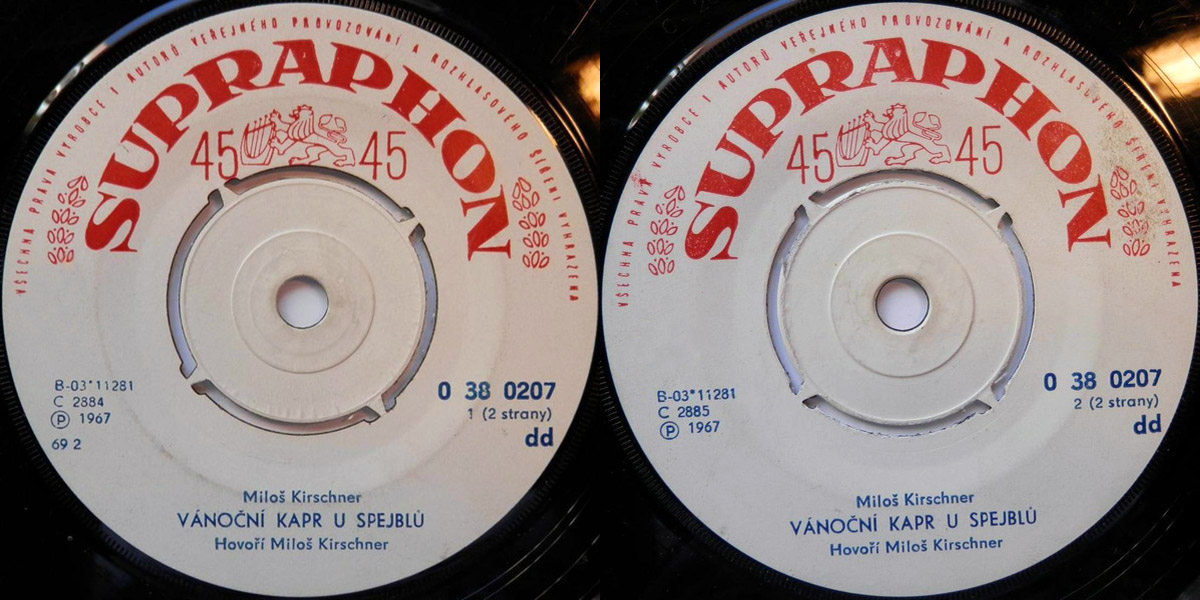 VŠECHNA PRÁVA VÝROBCE I AUTORŮ VEŘEJNÉHO PROVOZOVÁNÍ A ROZHLASOVÉHO ŠÍŘENÍ VYHRAZENA
SUPRAPHON
45 45
B-03*11281
C 2884
Ⓟ 1967
69 2
0 38 0207
1 (2 strany)
dd
Miloš Kirschner
VÁNOČNÍ KAPR U SPEJBLŮ
Hovoří Miloš Kirschner
VŠECHNA PRÁVA VÝROBCE I AUTORŮ VEŘEJNÉHO PROVOZOVÁNÍ A ROZHLASOVÉHO ŠÍŘENÍ VYHRAZENA
SUPRAPHON
45 45
B-03*11281
C 2885
Ⓟ 1967
0 38 0207
2 (2 strany)
dd
Miloš Kirschner
VÁNOČNÍ KAPR U SPEJBLŮ
Hovoří Miloš Kirschner